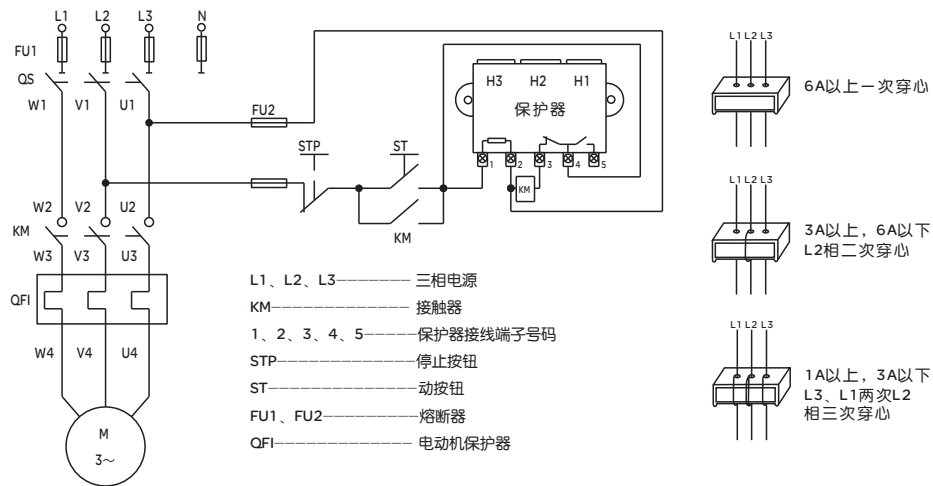 L1 L2 L3 N
FU1
QS
W1 V1 U1
FU2
STP ST
KM
H3 H2 H1
保护器
1 2 3 4 5
KM
W2 V2 U2
KM
W3 V3 U3
QFI
W4 V4 U4
M
3～
L1、L2、L3———————三相电源
KM———————————接触器
1、2、3、4、5————保护器接线端子号码
STP———————————停止按钮
ST———————————动按钮
FU1、FU2——————熔断器
QFI———————————电动机保护器
L1 L2 L3
6A以上一次穿心
L1 L2 L3
3A以上，6A以下
L2相二次穿心
L1 L2 L3
1A以上，3A以下
L3、L1两次L2
相三次穿心